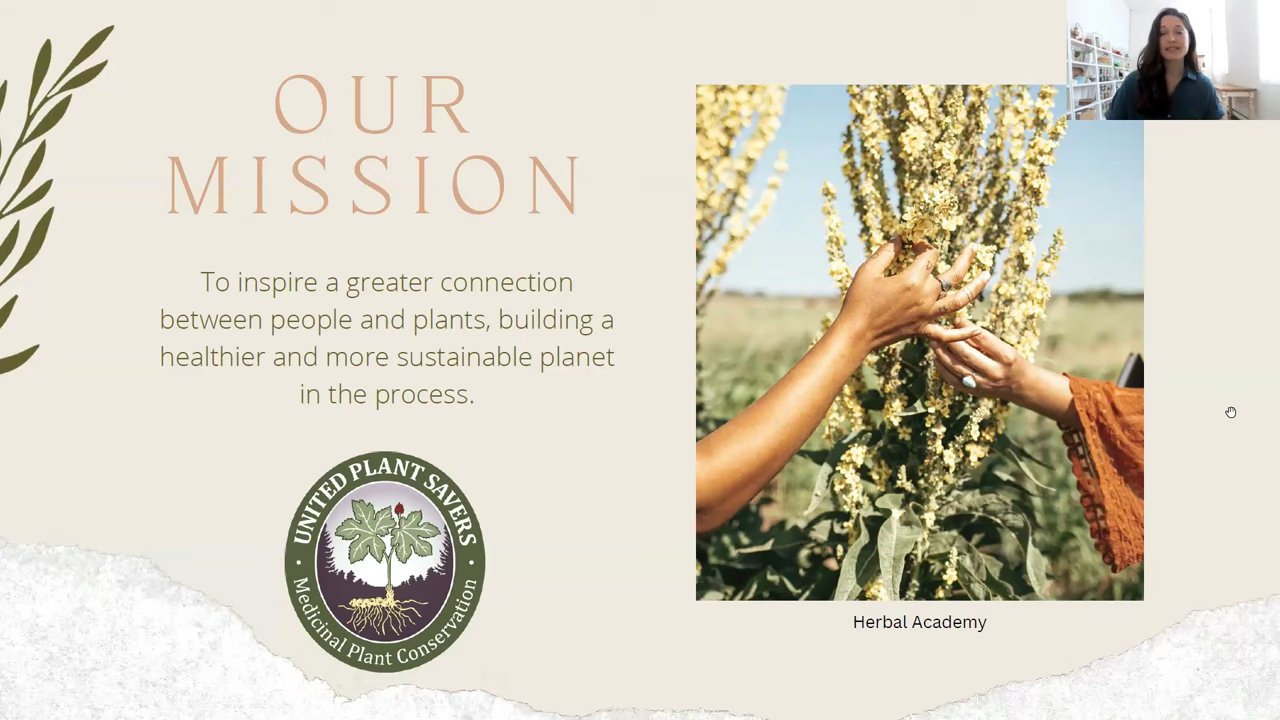 OUR
MISSION
To inspire a greater connection
between people and plants, building a
healthier and more sustainable planet
in the process.
UNITED PLANT SAVERS
Medicinal Plant Conservation
Herbal Academy